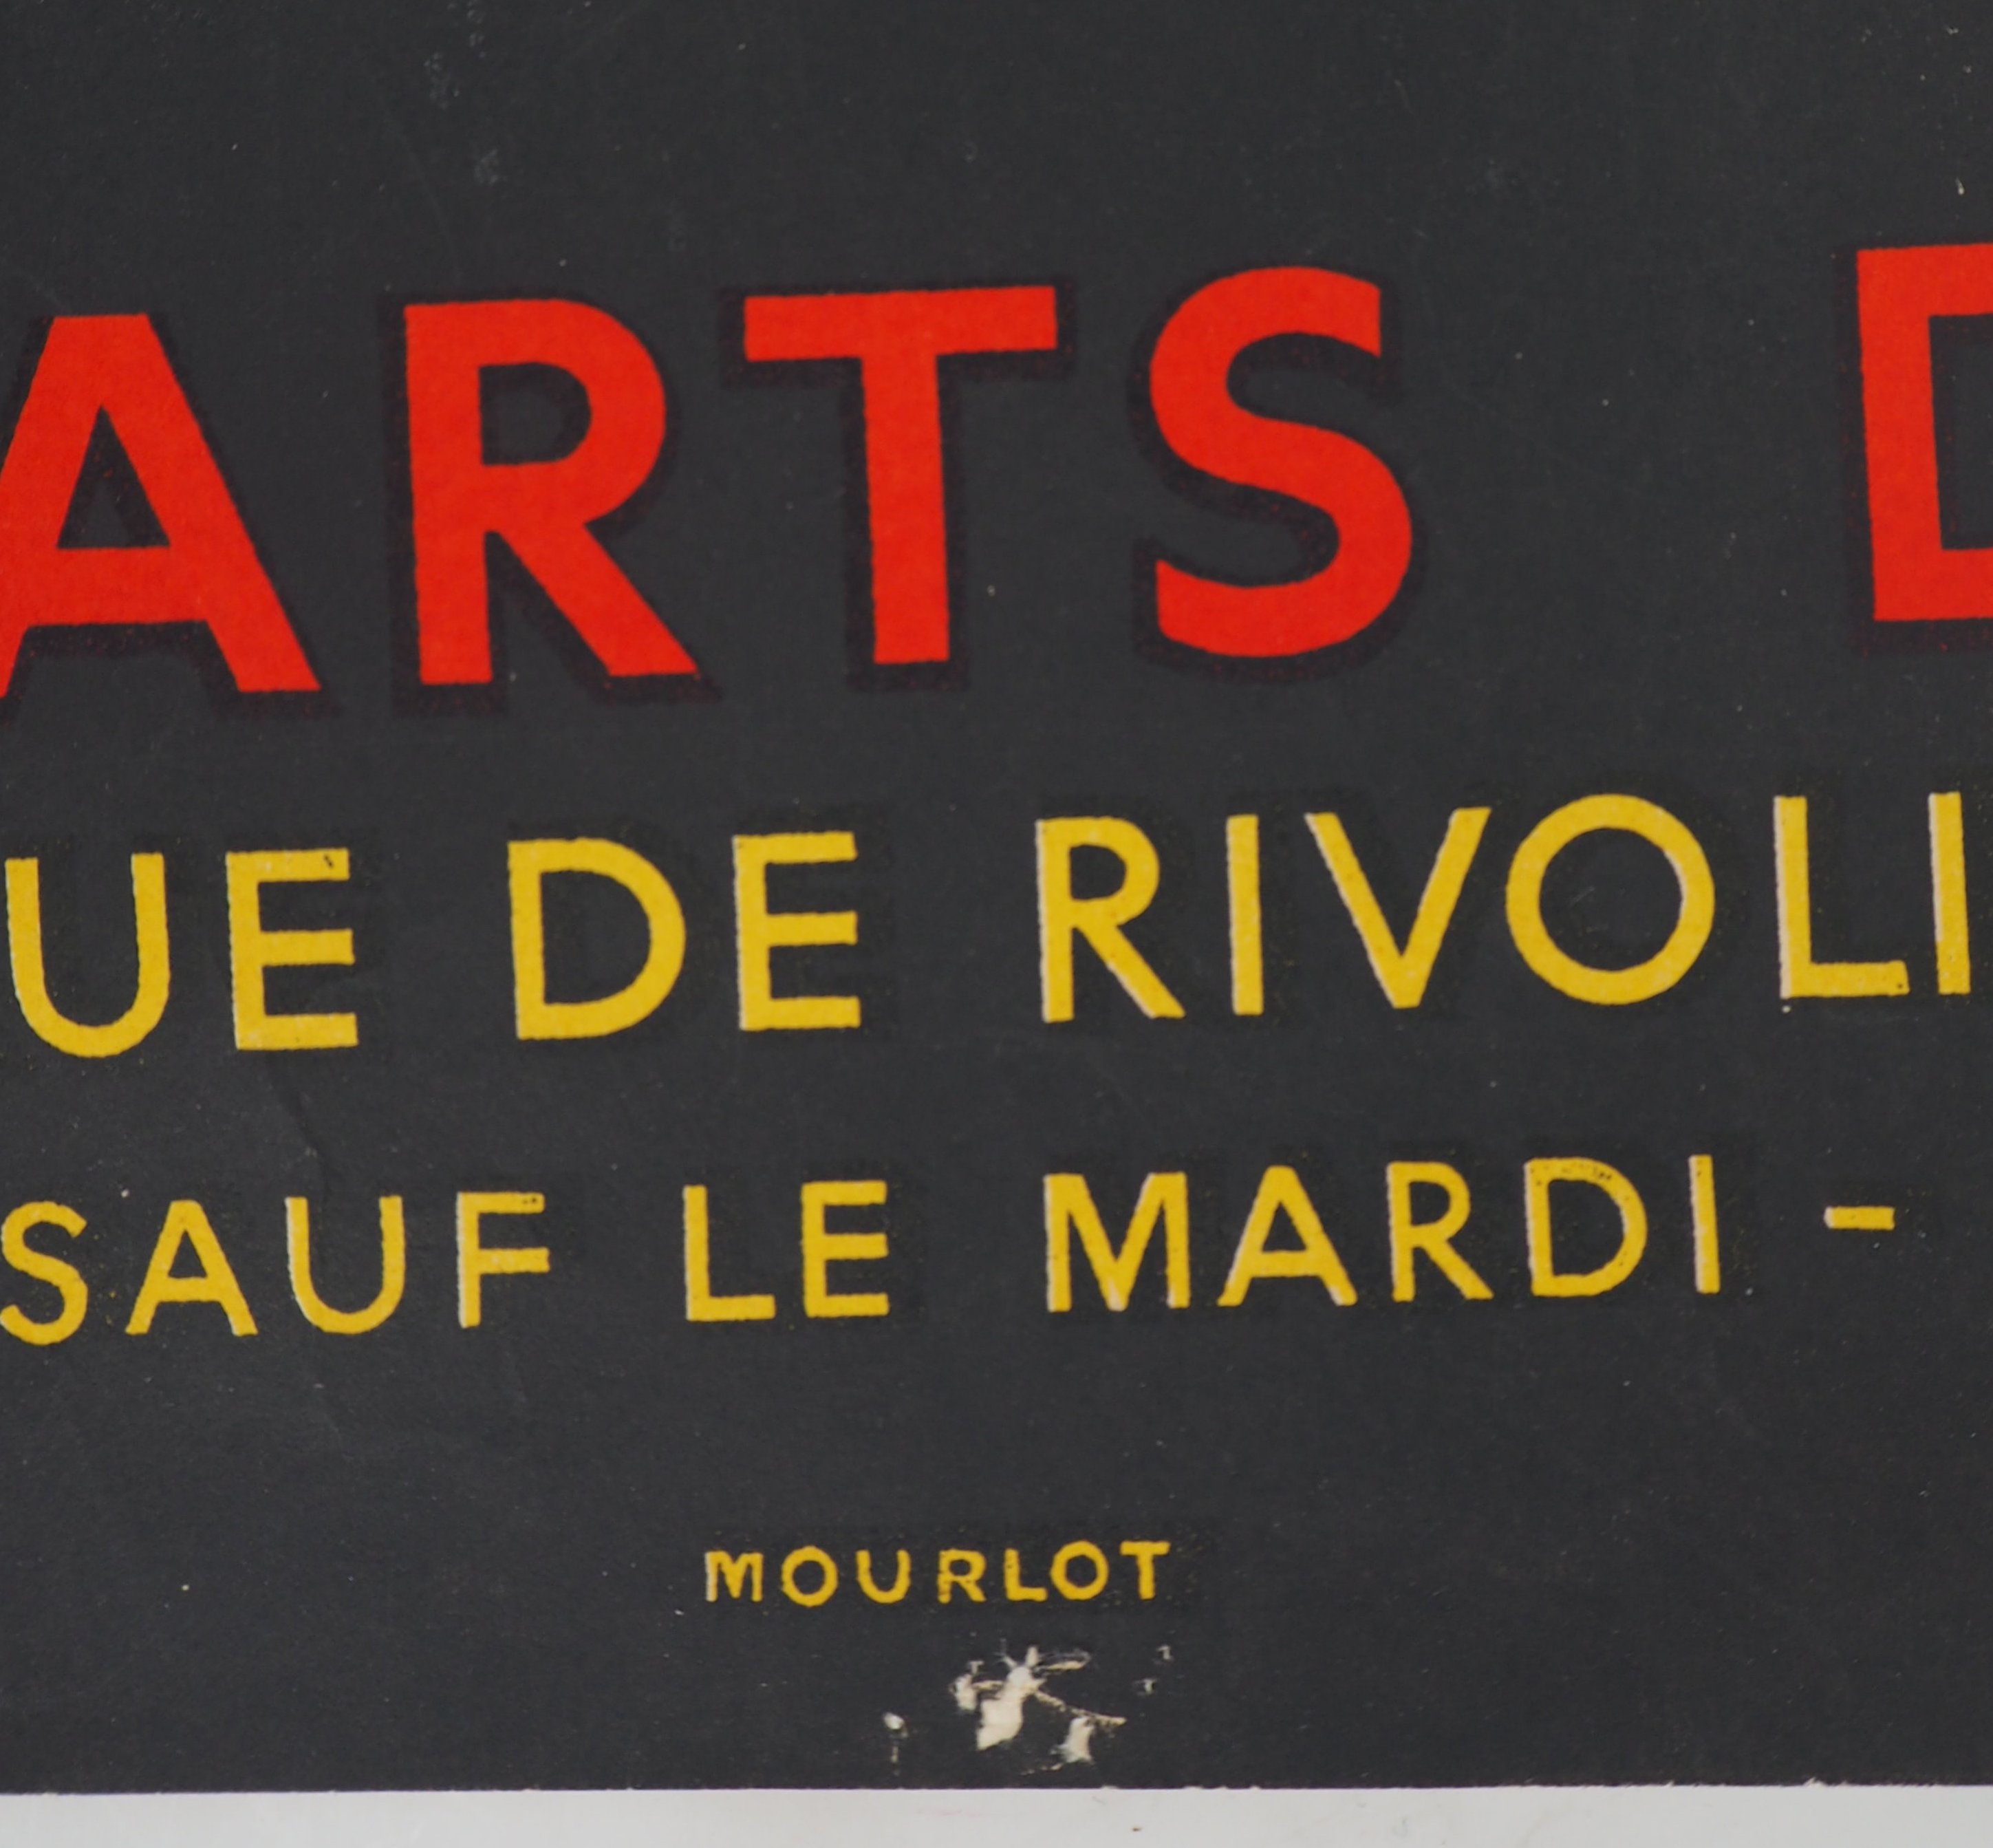 ARTS D
UE DE RIVOLI
SAUF LE MARDI -
MOURLOT